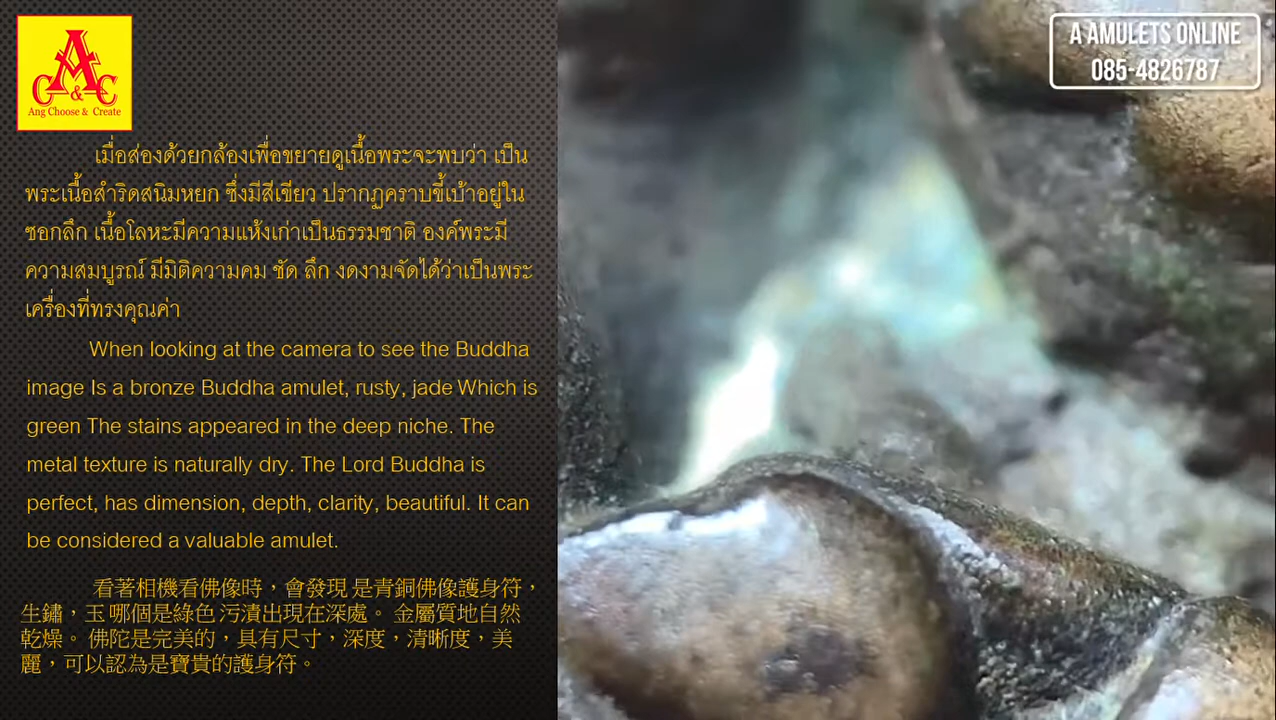 A
C & C
Ang Choose & Create
A AMULETS ONLINE
085-4826787
เมื่อส่องด้วยกล้องเพื่อขยายดูเนื้อพระจะพบว่า เป็น
พระเนื้อสำริดสนิมหยก ซึ่งมีสีเขียว ปรากฏคราบขี้เบ้าอยู่ใน
ซอกลึก เนื้อโลหะมีความแห้งเก่าเป็นธรรมชาติ องค์พระมี
ความสมบูรณ์ มีมิติความคม ชัด ลึก งดงามจัดได้ว่าเป็นพระ
เครื่องที่ทรงคุณค่า
When looking at the camera to see the Buddha
image Is a bronze Buddha amulet, rusty, jade Which is
green The stains appeared in the deep niche. The
metal texture is naturally dry. The Lord Buddha is
perfect, has dimension, depth, clarity, beautiful. It can
be considered a valuable amulet.
看著相機看佛像時，會發現 是青銅佛像護身符，
生鏽，玉 哪個是綠色 污漬出現在深處。 金屬質地自然
乾燥。 佛陀是完美的，具有尺寸，深度，清晰度，美
麗，可以認為是寶貴的護身符。